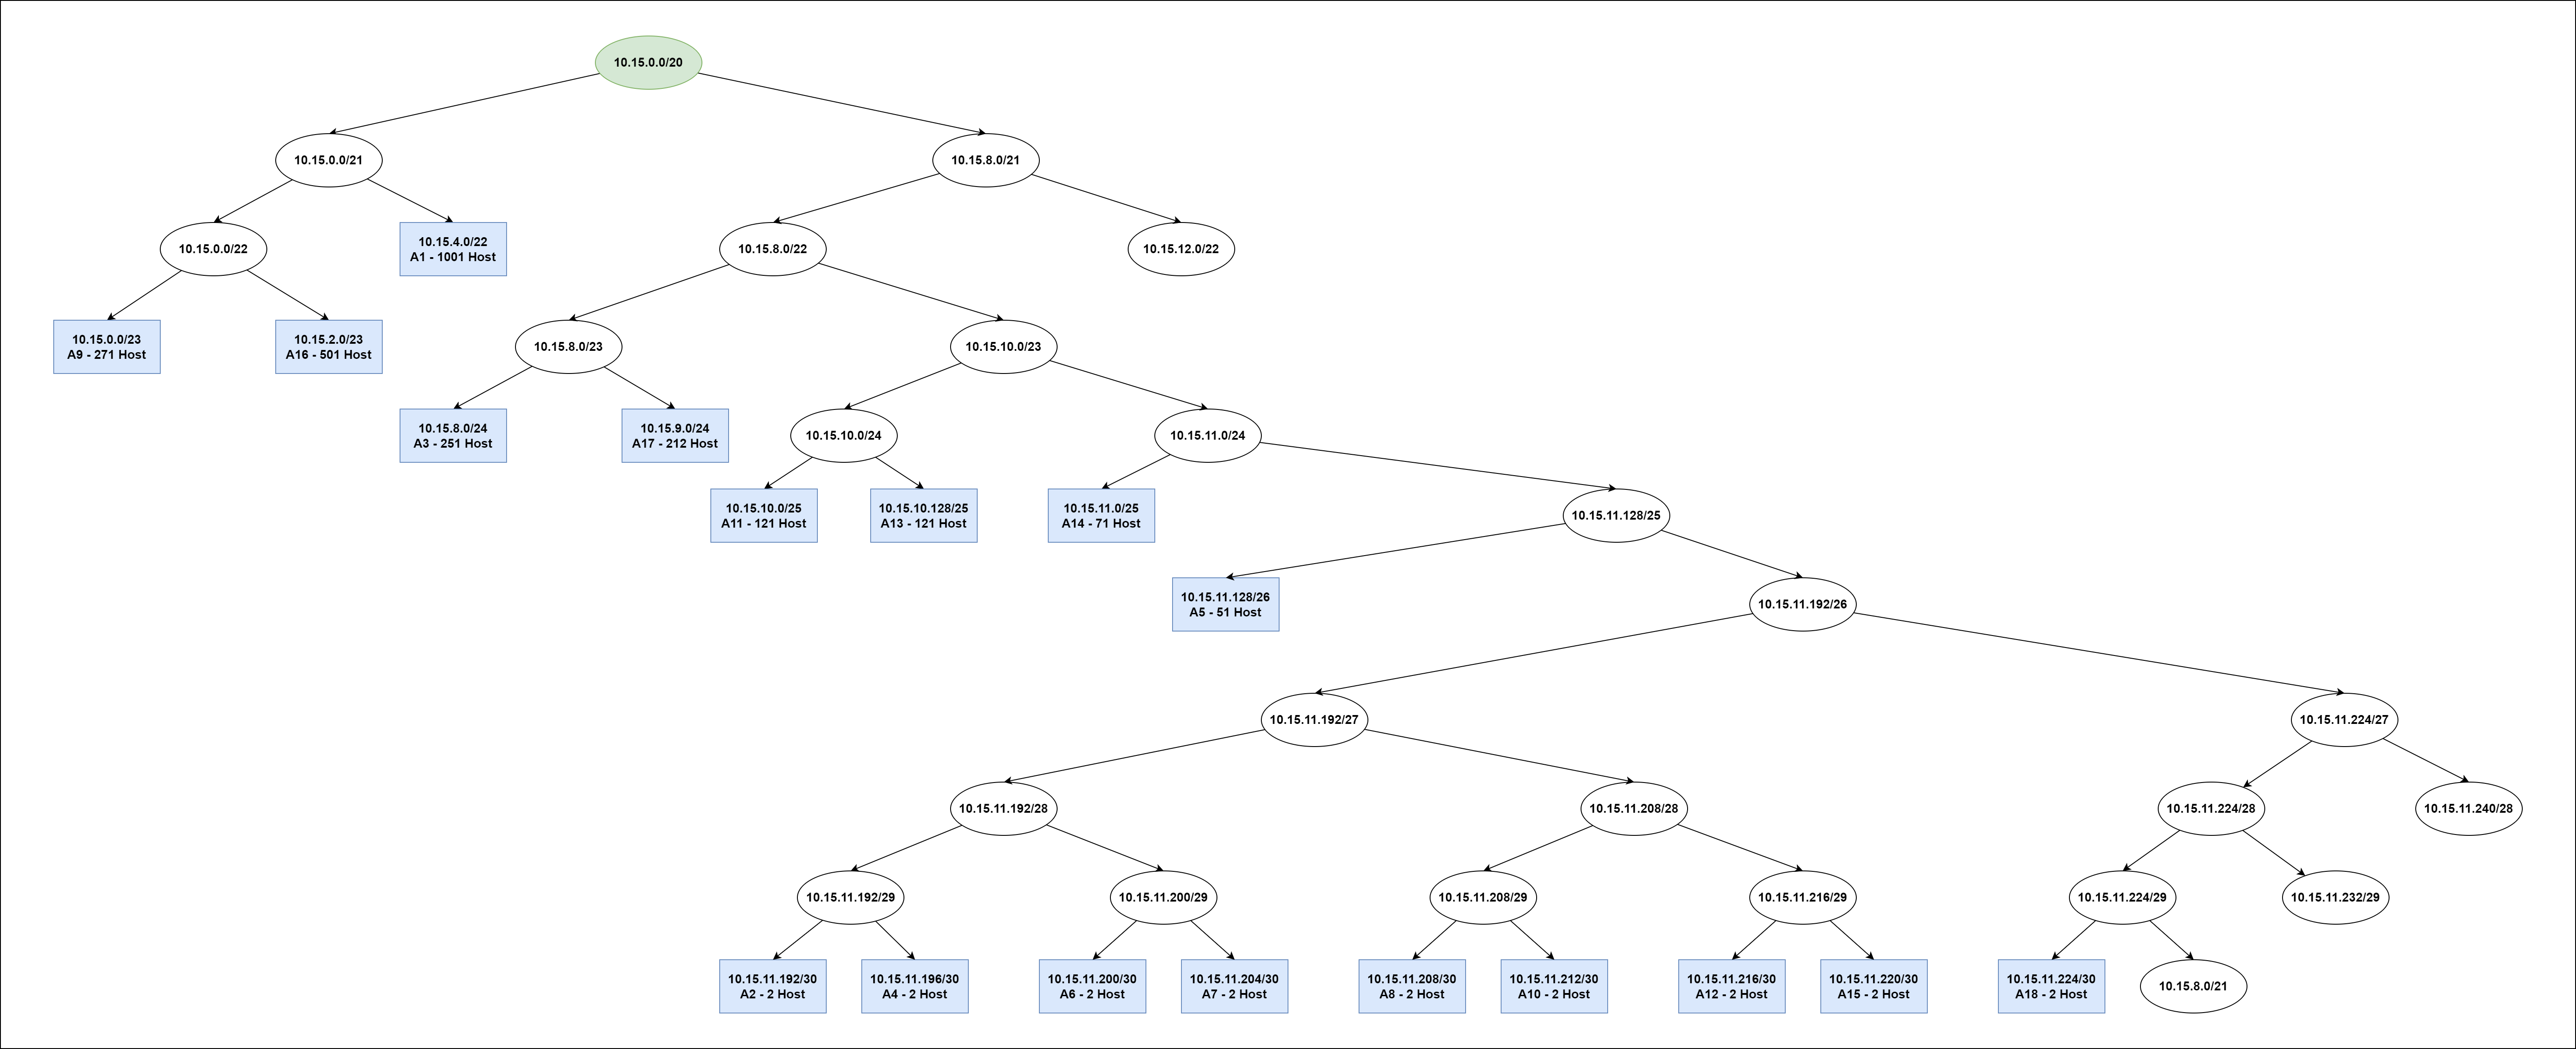 10.15.0.0/20
10.15.0.0/21
10.15.8.0/21
10.15.0.0/22
10.15.4.0/22
A1 - 1001 Host
10.15.8.0/22
10.15.12.0/22
10.15.0.0/23
A9 - 271 Host
10.15.2.0/23
A16 - 501 Host
10.15.8.0/23
10.15.10.0/23
10.15.8.0/24
A3 - 251 Host
10.15.9.0/24
A17 - 212 Host
10.15.10.0/24
10.15.11.0/24
10.15.10.0/25
A11 - 121 Host
10.15.10.128/25
A13 - 121 Host
10.15.11.0/25
A14 - 71 Host
10.15.11.128/25
10.15.11.128/26
A5 - 51 Host
10.15.11.192/26
10.15.11.192/27
10.15.11.224/27
10.15.11.192/28
10.15.11.208/28
10.15.11.224/28
10.15.11.240/28
10.15.11.192/29
10.15.11.200/29
10.15.11.208/29
10.15.11.216/29
10.15.11.224/29
10.15.11.232/29
10.15.11.192/30
A2 - 2 Host
10.15.11.196/30
A4 - 2 Host
10.15.11.200/30
A6 - 2 Host
10.15.11.204/30
A7 - 2 Host
10.15.11.208/30
A8 - 2 Host
10.15.11.212/30
A10 - 2 Host
10.15.11.216/30
A12 - 2 Host
10.15.11.220/30
A15 - 2 Host
10.15.11.224/30
A18 - 2 Host
10.15.8.0/21